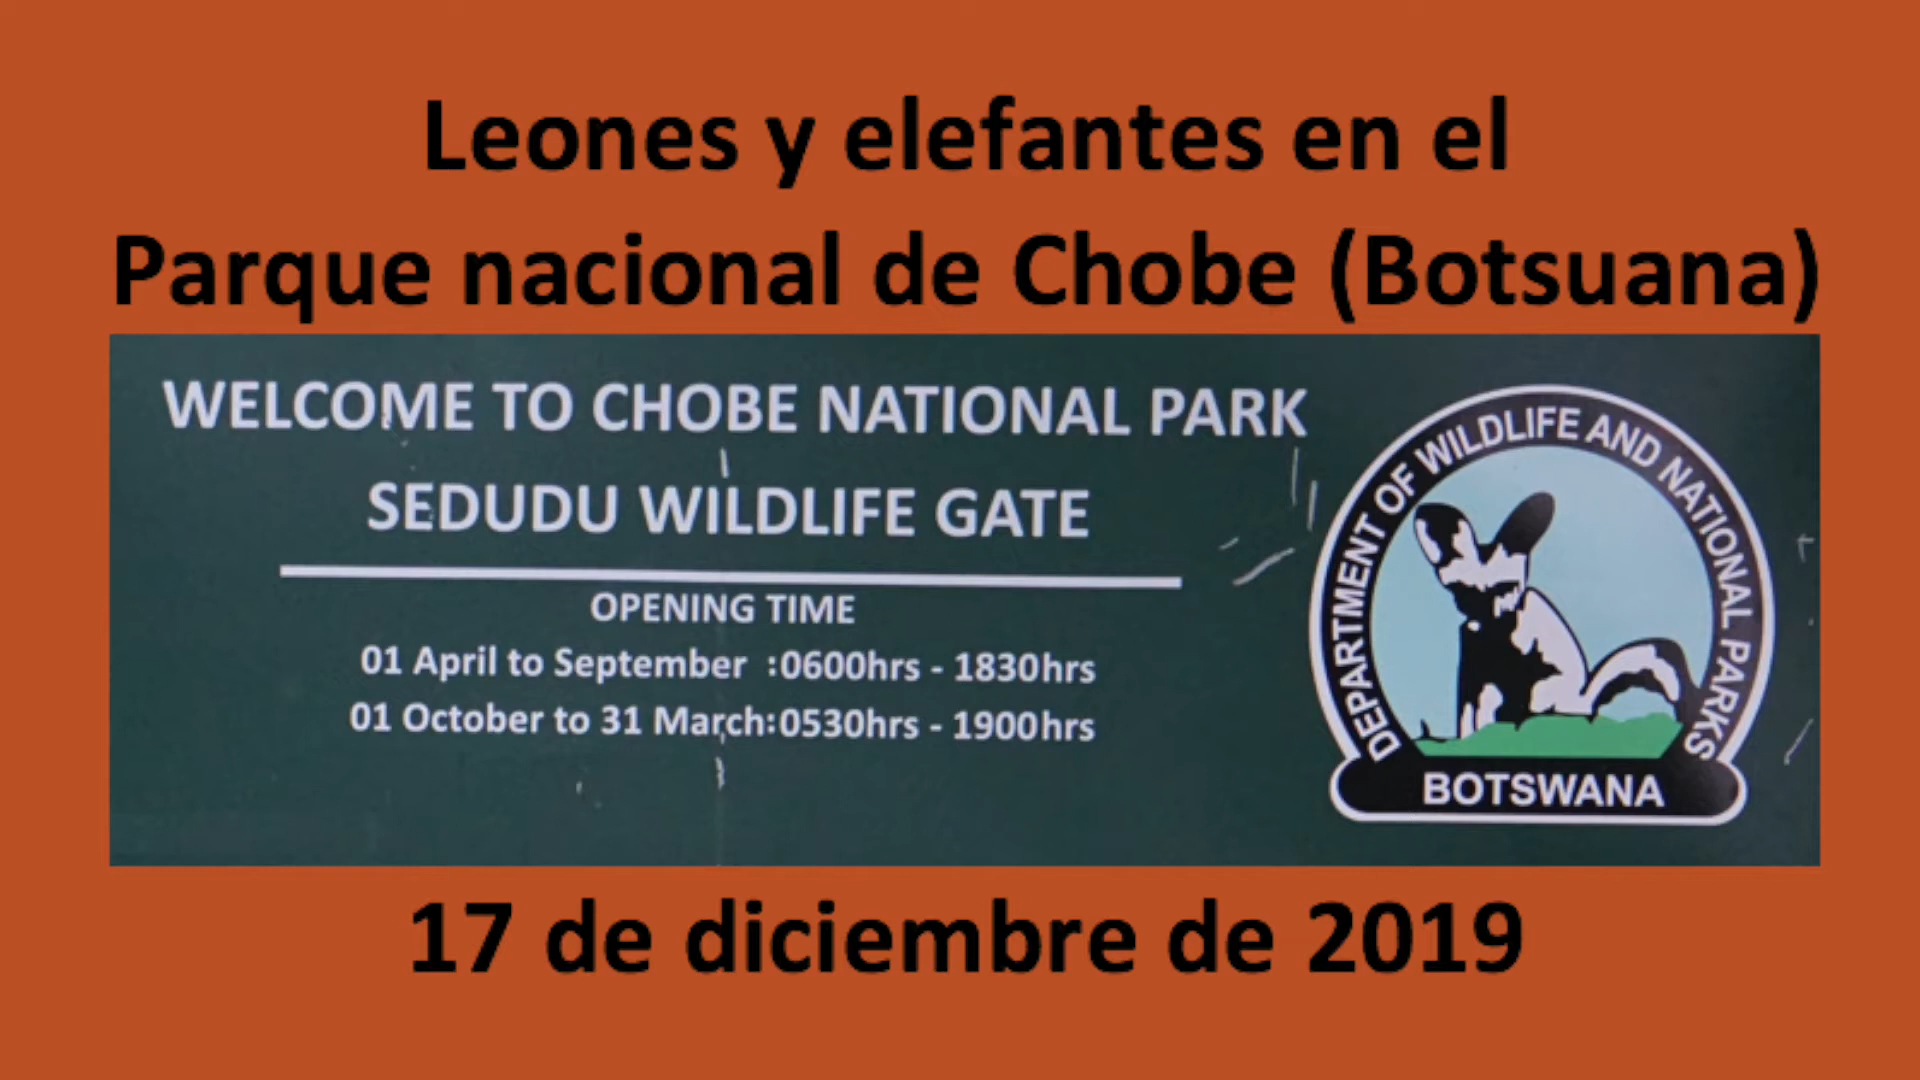 Leones y elefantes en el
Parque nacional de Chobe (Botsuana)
WELCOME TO CHOBE NATIONAL PARK
SEDUDU WILDLIFE GATE
OPENING TIME
01 April to September :0600hrs - 1830hrs
01 October to 31 March:0530hrs - 1900hrs
DEPARTMENT OF WILDLIFE AND NATIONAL PARKS
BOTSWANA
17 de diciembre de 2019